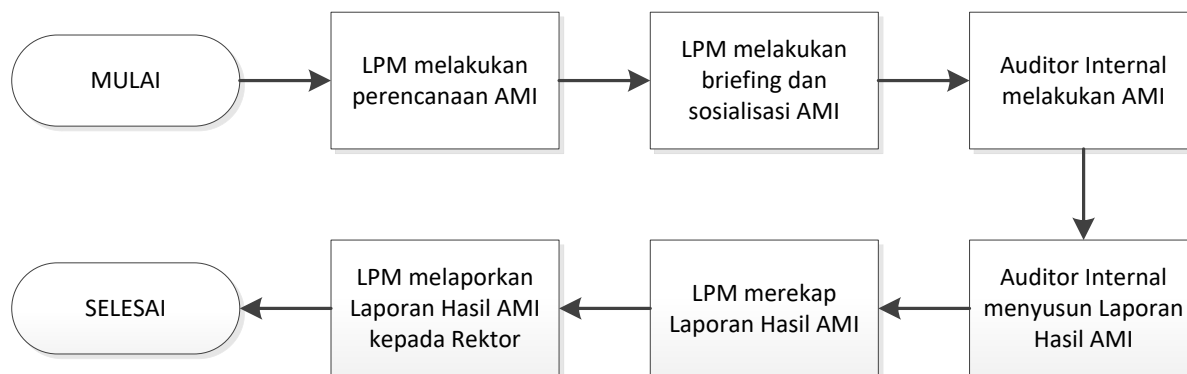 MULAI
LPM melakukan
perencanaan AMI
LPM melakukan
briefing dan
sosialisasi AMI
Auditor Internal
melakukan AMI
Auditor Internal
menyusun Laporan
Hasil AMI
LPM merekap
Laporan Hasil AMI
LPM melaporkan
Laporan Hasil AMI
kepada Rektor
SELESAI